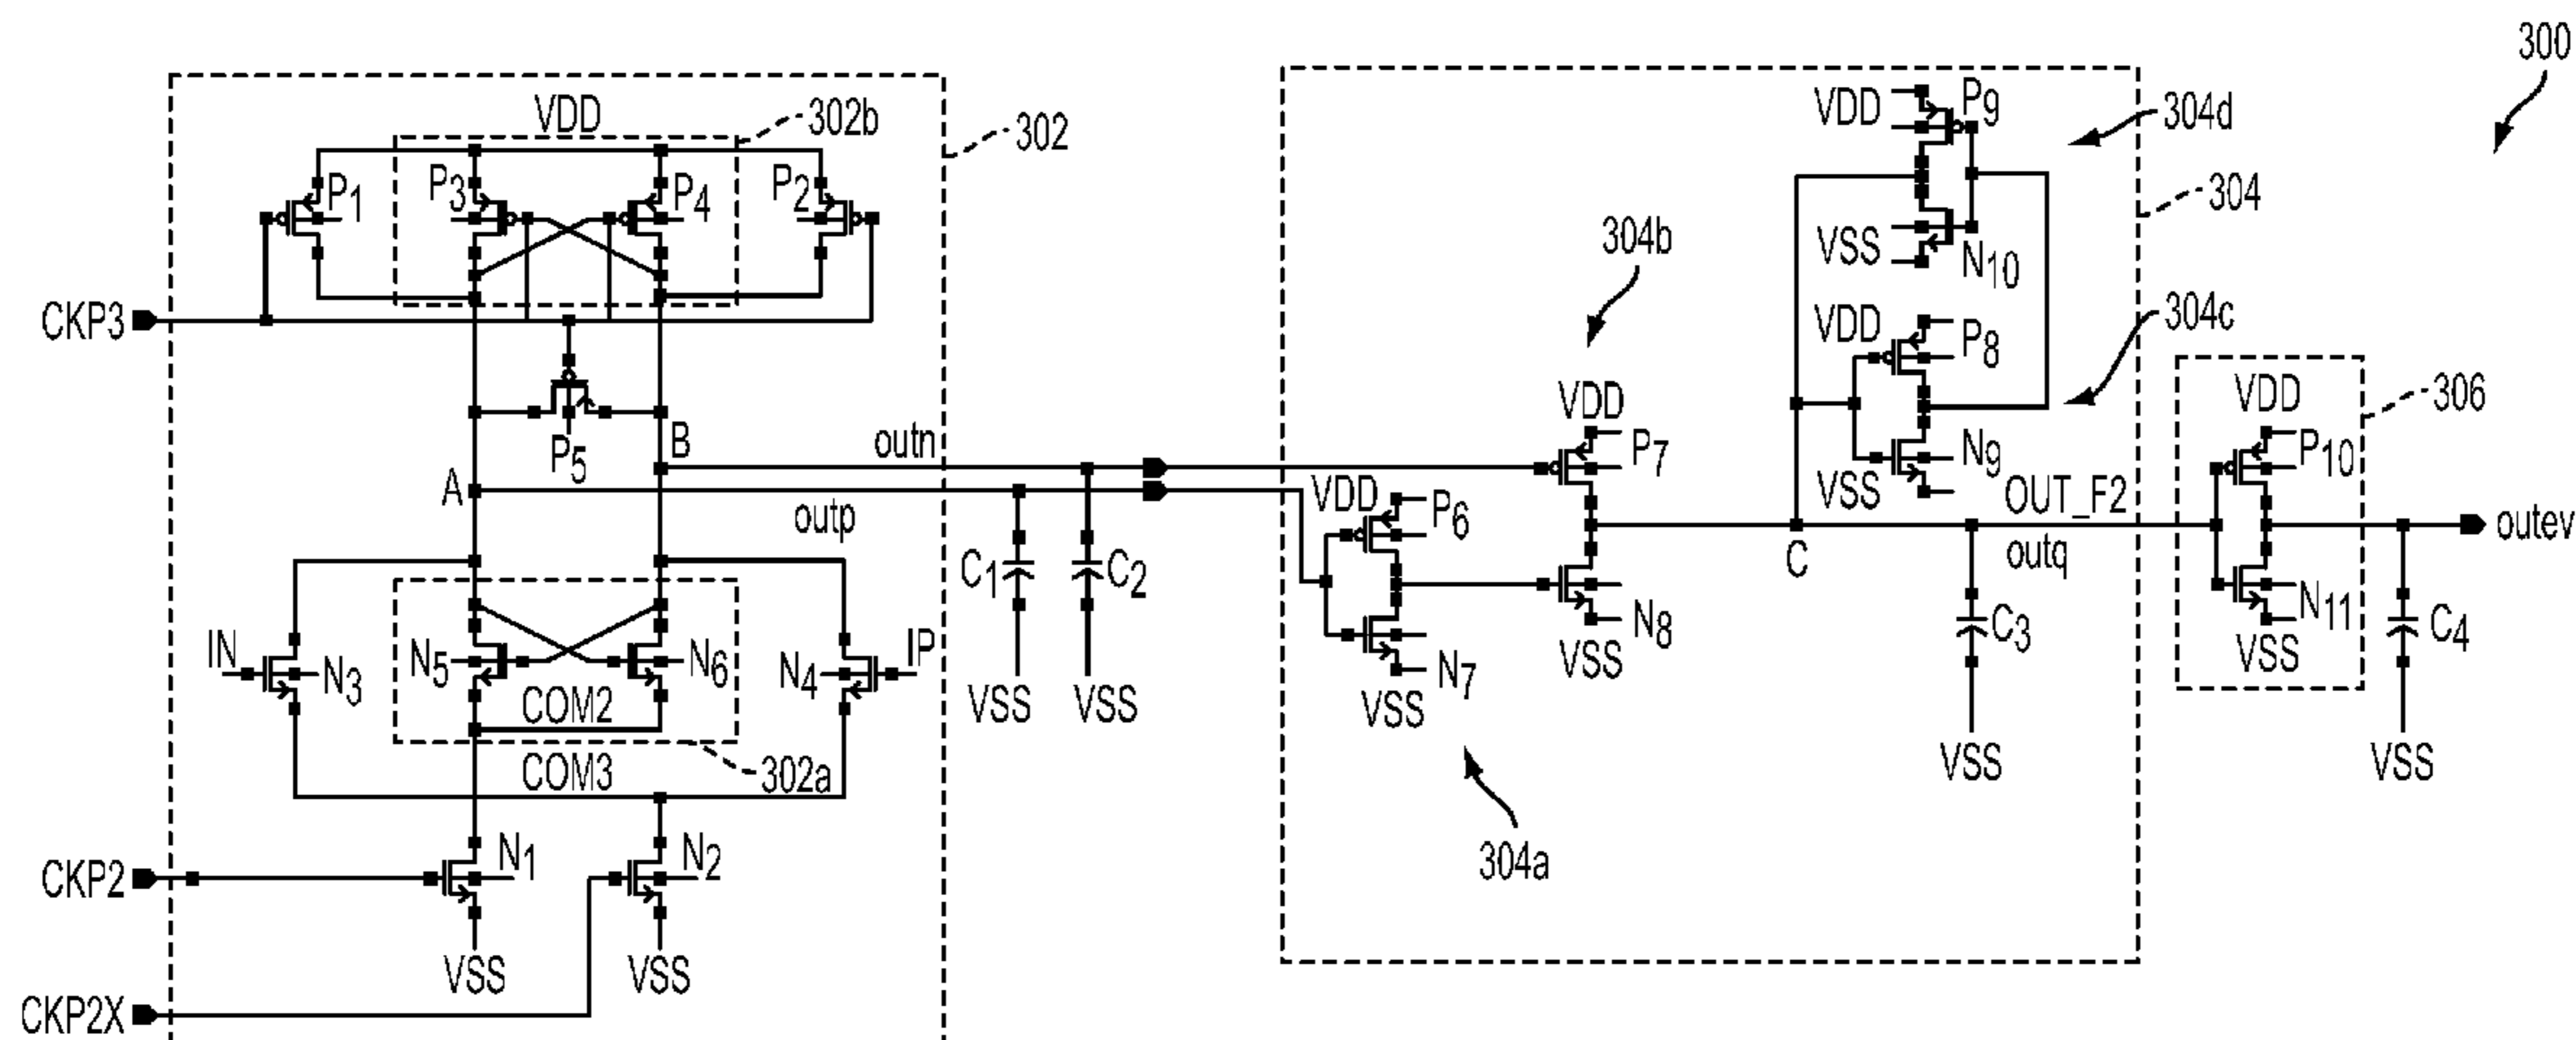 300
VDD
302b
302
P1
P3
P4
P2
CKP3
P5
A
B
outn
outp
IN
N3
N5
N6
N4
IP
COM2
COM3
302a
C1
C2
VSS
VSS
CKP2
N1
N2
VSS
VSS
CKP2X
VDD
P9
304d
304
VSS
N10
304b
VDD
P8
304c
VSS
N9
VDD
P7
VDD
P6
N8
VSS
N7
VSS
304a
C
OUT_F2
outq
C3
VSS
VDD
306
P10
N11
VSS
C4
VSS
outev